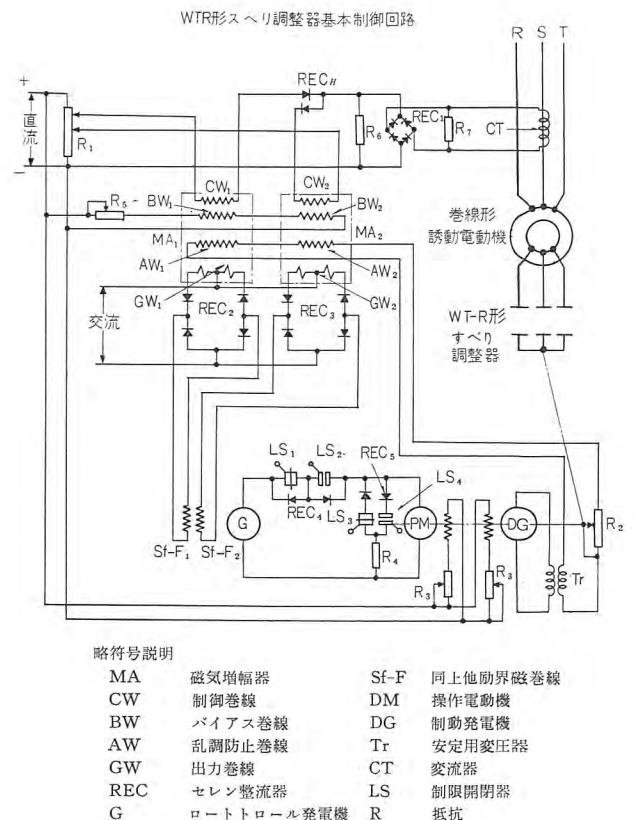 WTR形スベリ調整器基本制御回路
R S T
+
直流
−
R₁
REC_H
R₆
REC₁
R₇
CT
CW₁
CW₂
R₅
BW₁
BW₂
MA₁
MA₂
AW₁
AW₂
GW₁
REC₂
REC₃
GW₂
交流
巻線形
誘動電動機
WT-R形
すべり
調整器
LS₁
LS₂
REC₅
LS₄
G
REC₄
LS₃
PM
DG
R₂
R₄
Sf-F₁
Sf-F₂
R₃
R₃
Tr
略符号説明
MA 磁気増幅器
CW 制御巻線
BW バイアス巻線
AW 乱調防止巻線
GW 出力巻線
REC セレン整流器
G ロートトロール発電機
Sf-F 同上他励界磁巻線
DM 操作電動機
DG 制動発電機
Tr 安定用変圧器
CT 変流器
LS 制限開閉器
R 抵抗